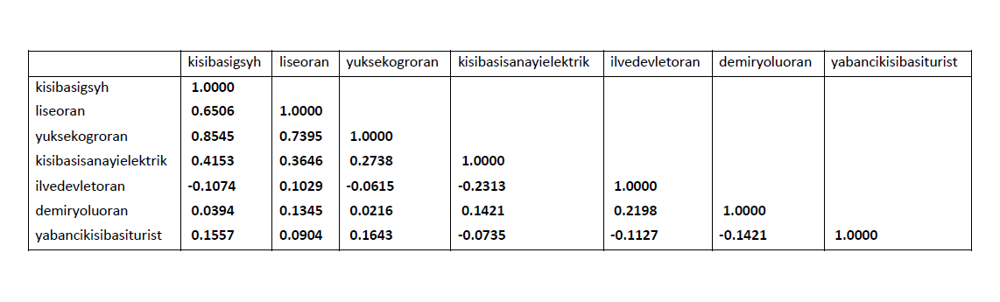 kisibasigsyh liseoran yuksekogroran kisibasisanayielektrik ilvedevletoran demiryoluoran yabancikisibasiturist
kisibasigsyh 1.0000
liseoran 0.6506 1.0000
yuksekogroran 0.8545 0.7395 1.0000
kisibasisanayielektrik 0.4153 0.3646 0.2738 1.0000
ilvedevletoran -0.1074 0.1029 -0.0615 -0.2313 1.0000
demiryoluoran 0.0394 0.1345 0.0216 0.1421 0.2198 1.0000
yabancikisibasiturist 0.1557 0.0904 0.1643 -0.0735 -0.1127 -0.1421 1.0000